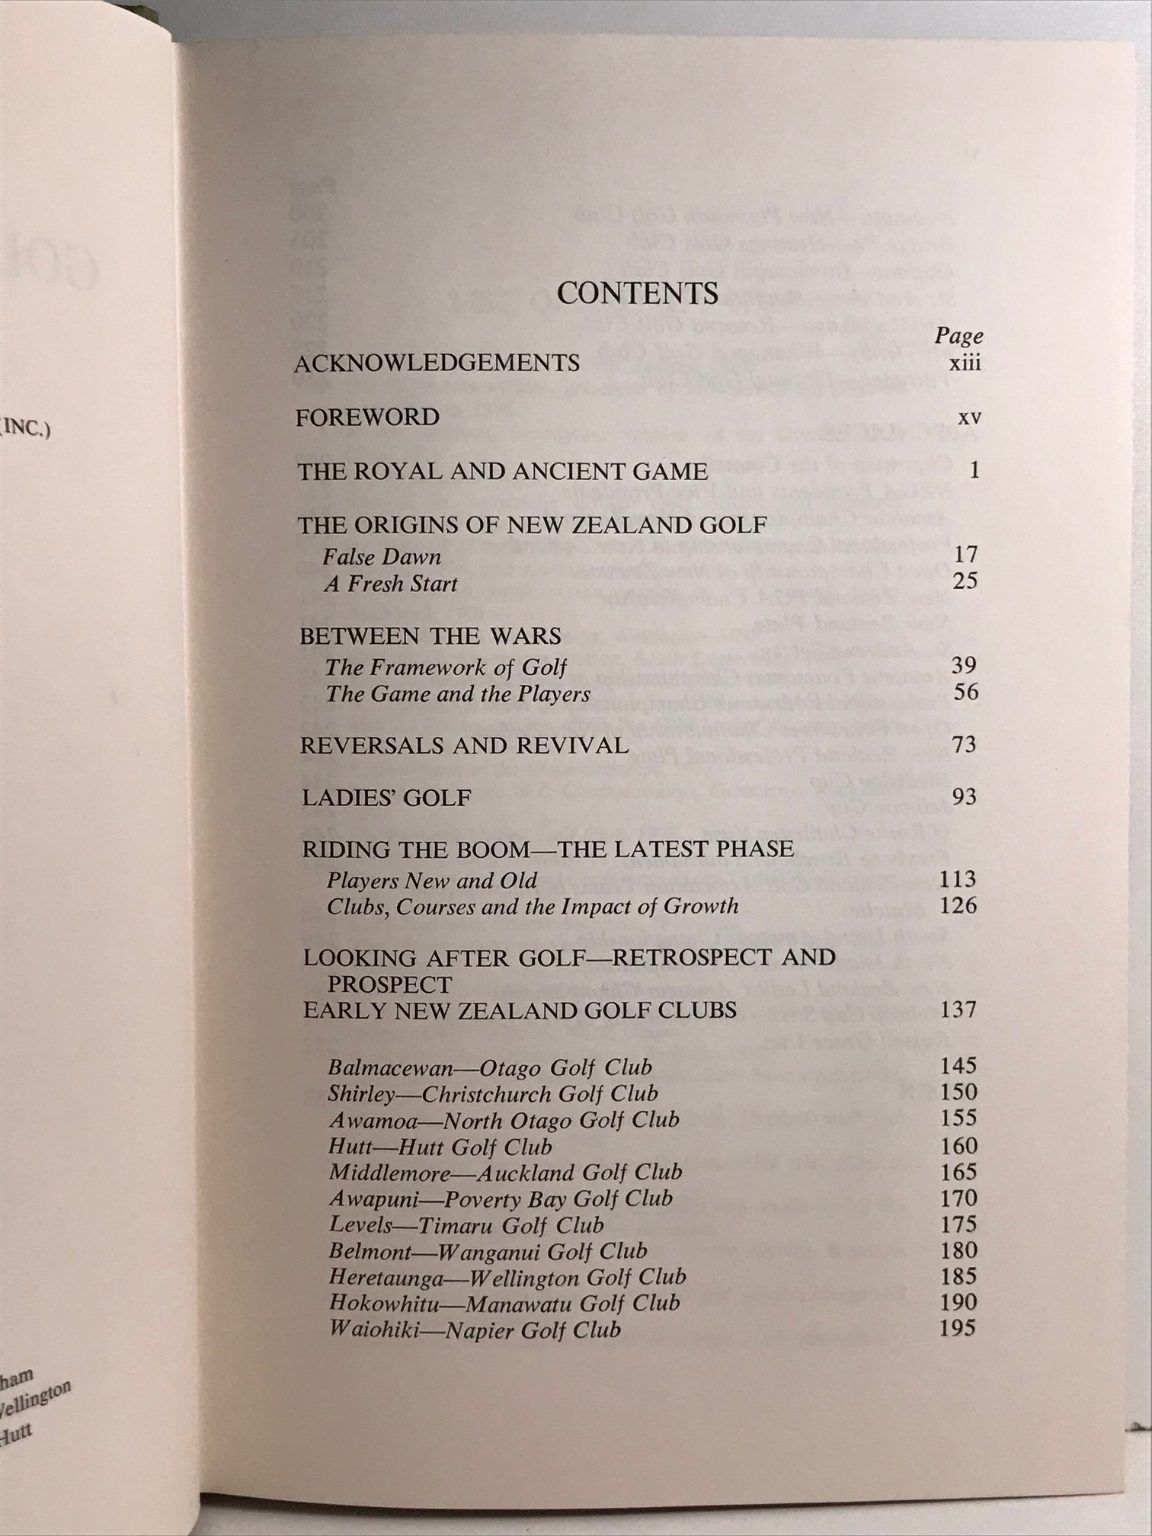 GOL
(INC.)
ham
Wellington
Hutt
CONTENTS
Page
ACKNOWLEDGEMENTS xiii
FOREWORD xv
THE ROYAL AND ANCIENT GAME 1
THE ORIGINS OF NEW ZEALAND GOLF
False Dawn 17
A Fresh Start 25
BETWEEN THE WARS
The Framework of Golf 39
The Game and the Players 56
REVERSALS AND REVIVAL 73
LADIES' GOLF 93
RIDING THE BOOM—THE LATEST PHASE
Players New and Old 113
Clubs, Courses and the Impact of Growth 126
LOOKING AFTER GOLF—RETROSPECT AND
PROSPECT
EARLY NEW ZEALAND GOLF CLUBS 137
Balmacewan—Otago Golf Club 145
Shirley—Christchurch Golf Club 150
Awamoa—North Otago Golf Club 155
Hutt—Hutt Golf Club 160
Middlemore—Auckland Golf Club 165
Awapuni—Poverty Bay Golf Club 170
Levels—Timaru Golf Club 175
Belmont—Wanganui Golf Club 180
Heretaunga—Wellington Golf Club 185
Hokowhitu—Manawatu Golf Club 190
Waiohiki—Napier Golf Club 195